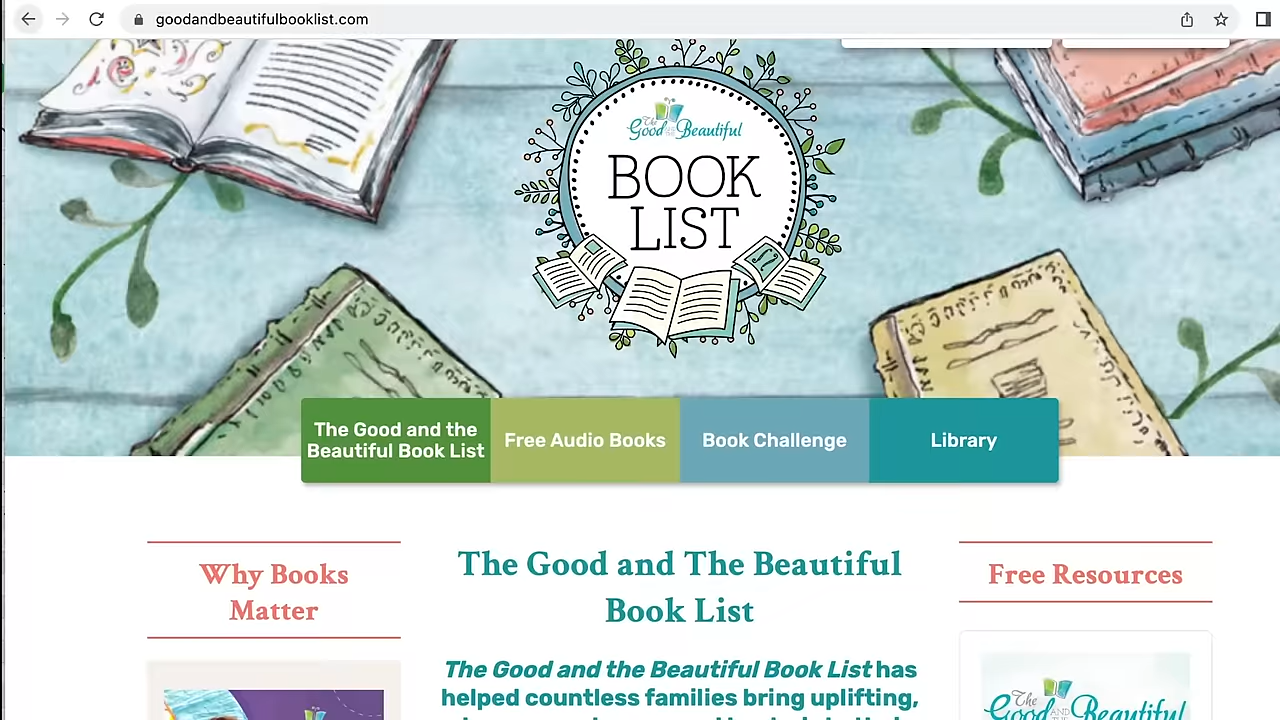 goodandbeautifulbooklist.com
The
Good AND THE Beautiful
BOOK
LIST
The Good and the
Beautiful Book List
Free Audio Books
Book Challenge
Library
Why Books
Matter
The Good and The Beautiful
Book List
The Good and the Beautiful Book List has
helped countless families bring uplifting,
Free Resources
The
Good AND THE Beautiful